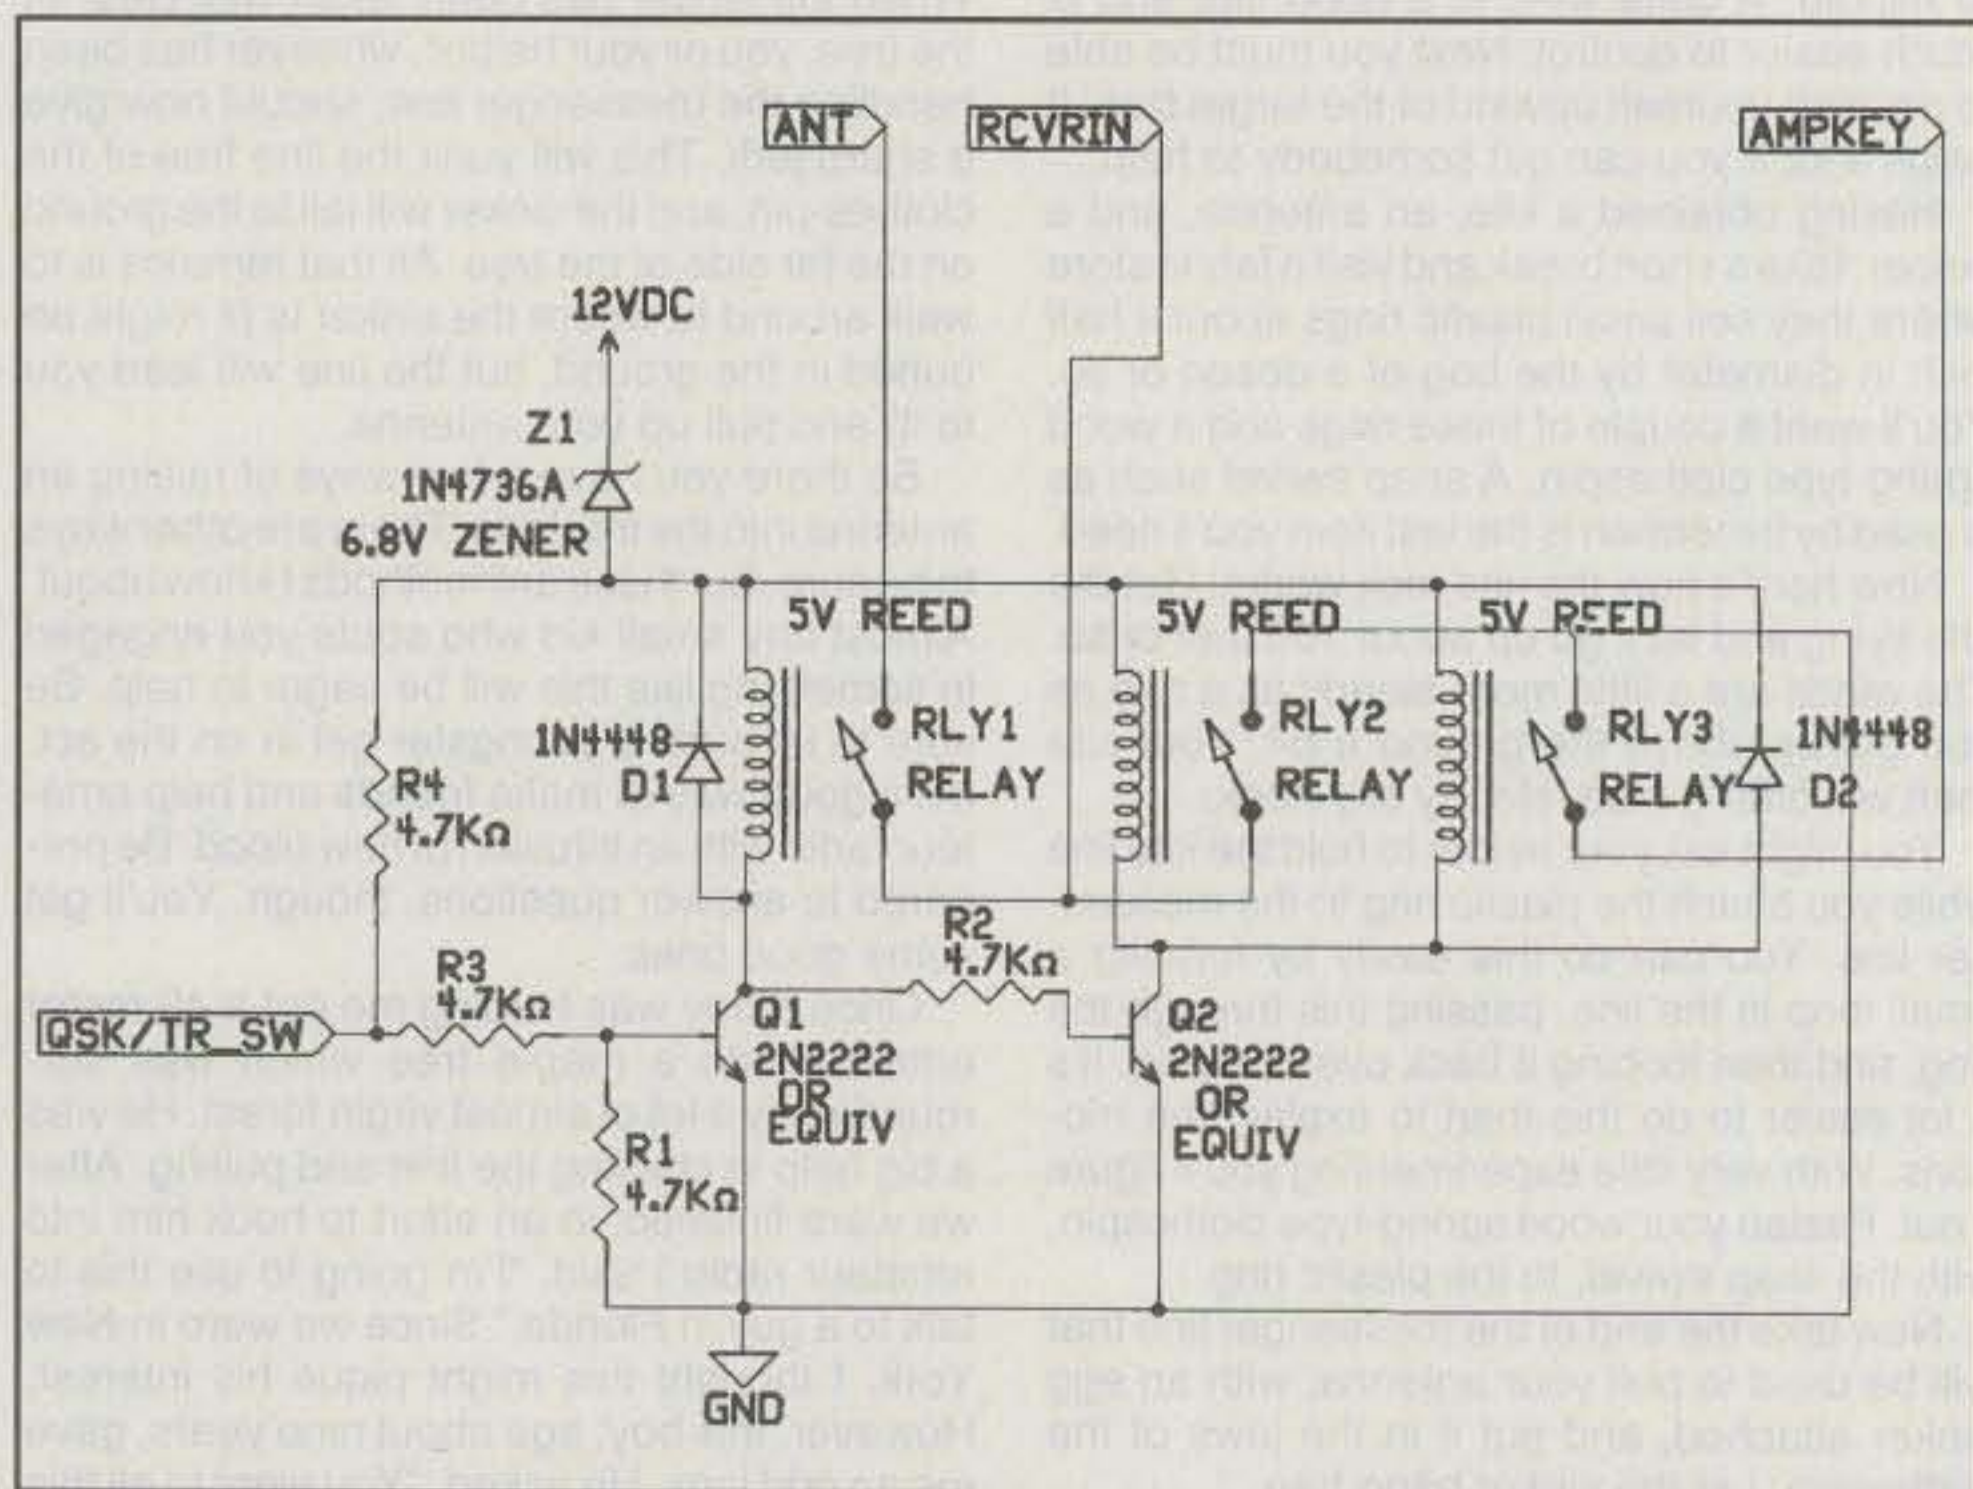 ANT
RCVRIN
AMPKEY
12VDC
Z1
1N4736A
6.8V ZENER
5V REED
5V REED
5V REED
1N4448
D1
RLY1
RELAY
RLY2
RELAY
RLY3
RELAY
1N4448
D2
R4
4.7KΩ
R3
4.7KΩ
R2
4.7KΩ
QSK/TR_SW
Q1
2N2222
OR
EQUIV
Q2
2N2222
OR
EQUIV
R1
4.7KΩ
GND